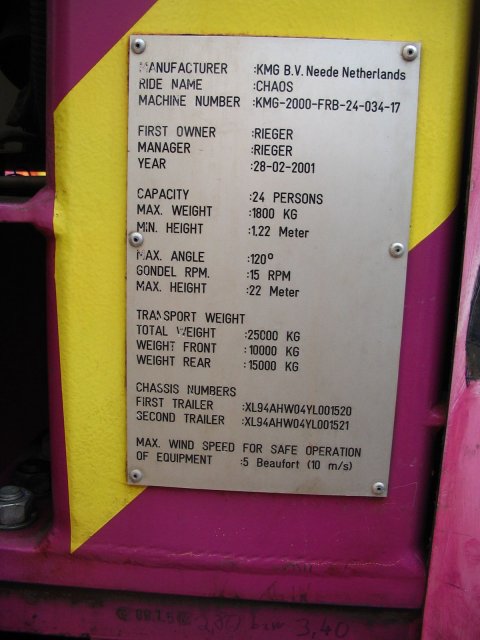 MANUFACTURER :KMG B.V. Neede Netherlands
RIDE NAME :CHAOS
MACHINE NUMBER :KMG-2000-FRB-24-034-17
FIRST OWNER :RIEGER
MANAGER :RIEGER
YEAR :28-02-2001
CAPACITY :24 PERSONS
MAX. WEIGHT :1800 KG
MIN. HEIGHT :1.22 Meter
MAX. ANGLE :120°
GONDEL RPM. :15 RPM
MAX. HEIGHT :22 Meter
TRANSPORT WEIGHT
TOTAL WEIGHT :25000 KG
WEIGHT FRONT :10000 KG
WEIGHT REAR :15000 KG
CHASSIS NUMBERS
FIRST TRAILER :XL94AHW04YL001520
SECOND TRAILER :XL94AHW04YL001521
MAX. WIND SPEED FOR SAFE OPERATION
OF EQUIPMENT :5 Beaufort (10 m/s)
3.40